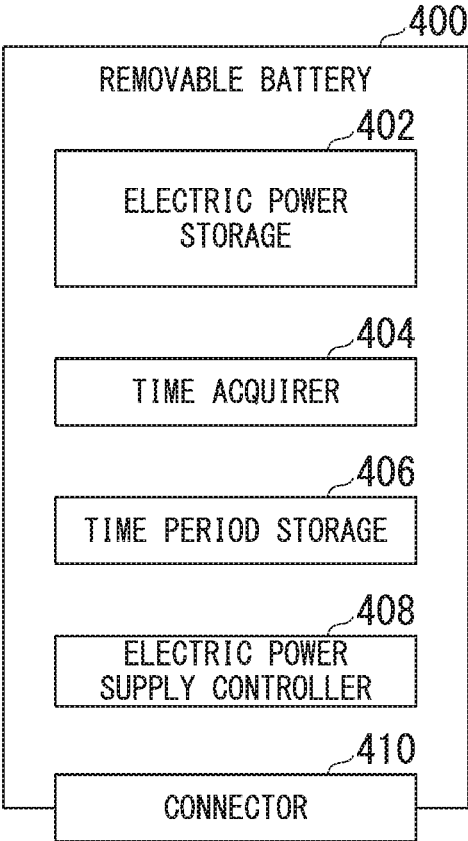 400
REMOVABLE BATTERY
402
ELECTRIC POWER
STORAGE
404
TIME ACQUIRER
406
TIME PERIOD STORAGE
408
ELECTRIC POWER
SUPPLY CONTROLLER
410
CONNECTOR